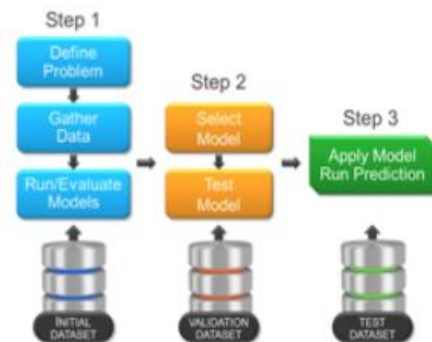 Step 1
Define
Problem
Gather
Data
Run/Evaluate
Models
INITIAL
DATASET
Step 2
Select
Model
Test
Model
VALIDATION
DATASET
Step 3
Apply Model
Run Prediction
TEST
DATASET